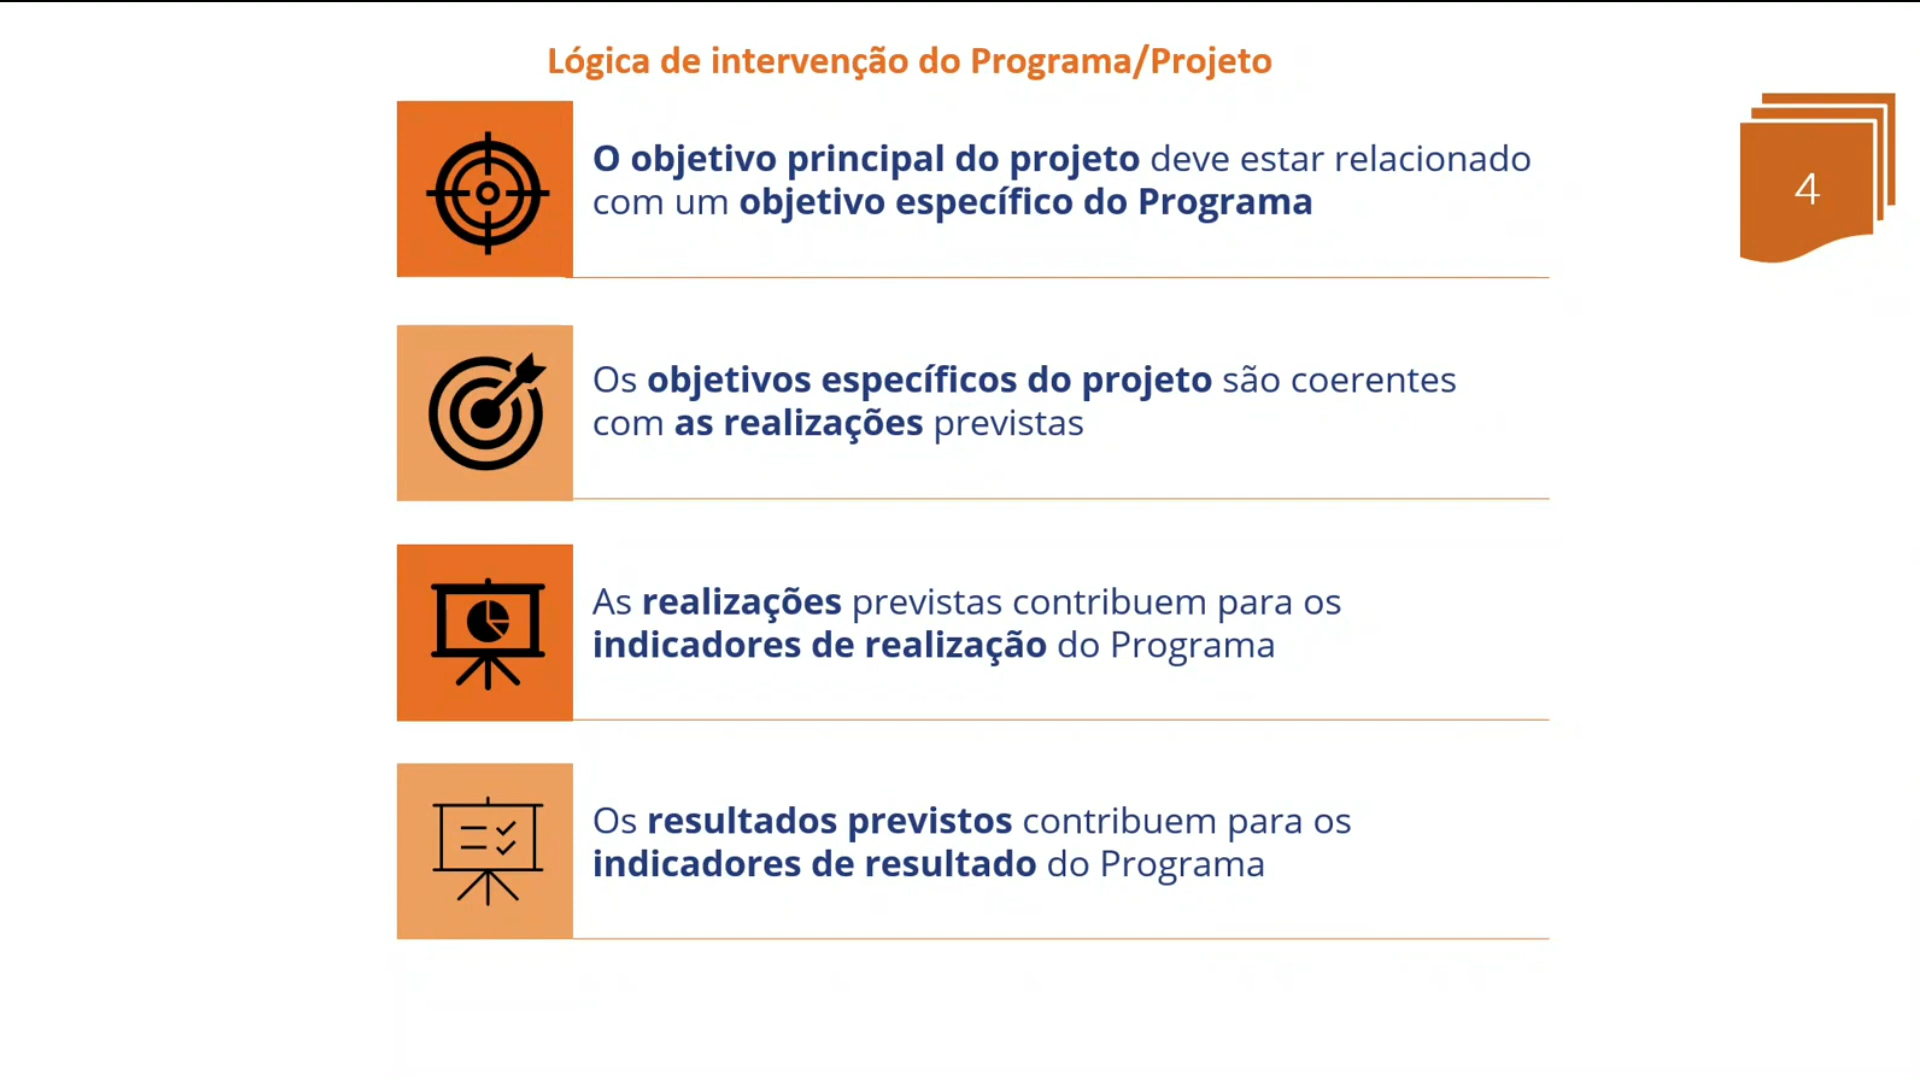 Lógica de intervenção do Programa/Projeto
O objetivo principal do projeto deve estar relacionado
com um objetivo específico do Programa
4
Os objetivos específicos do projeto são coerentes
com as realizações previstas
As realizações previstas contribuem para os
indicadores de realização do Programa
Os resultados previstos contribuem para os
indicadores de resultado do Programa